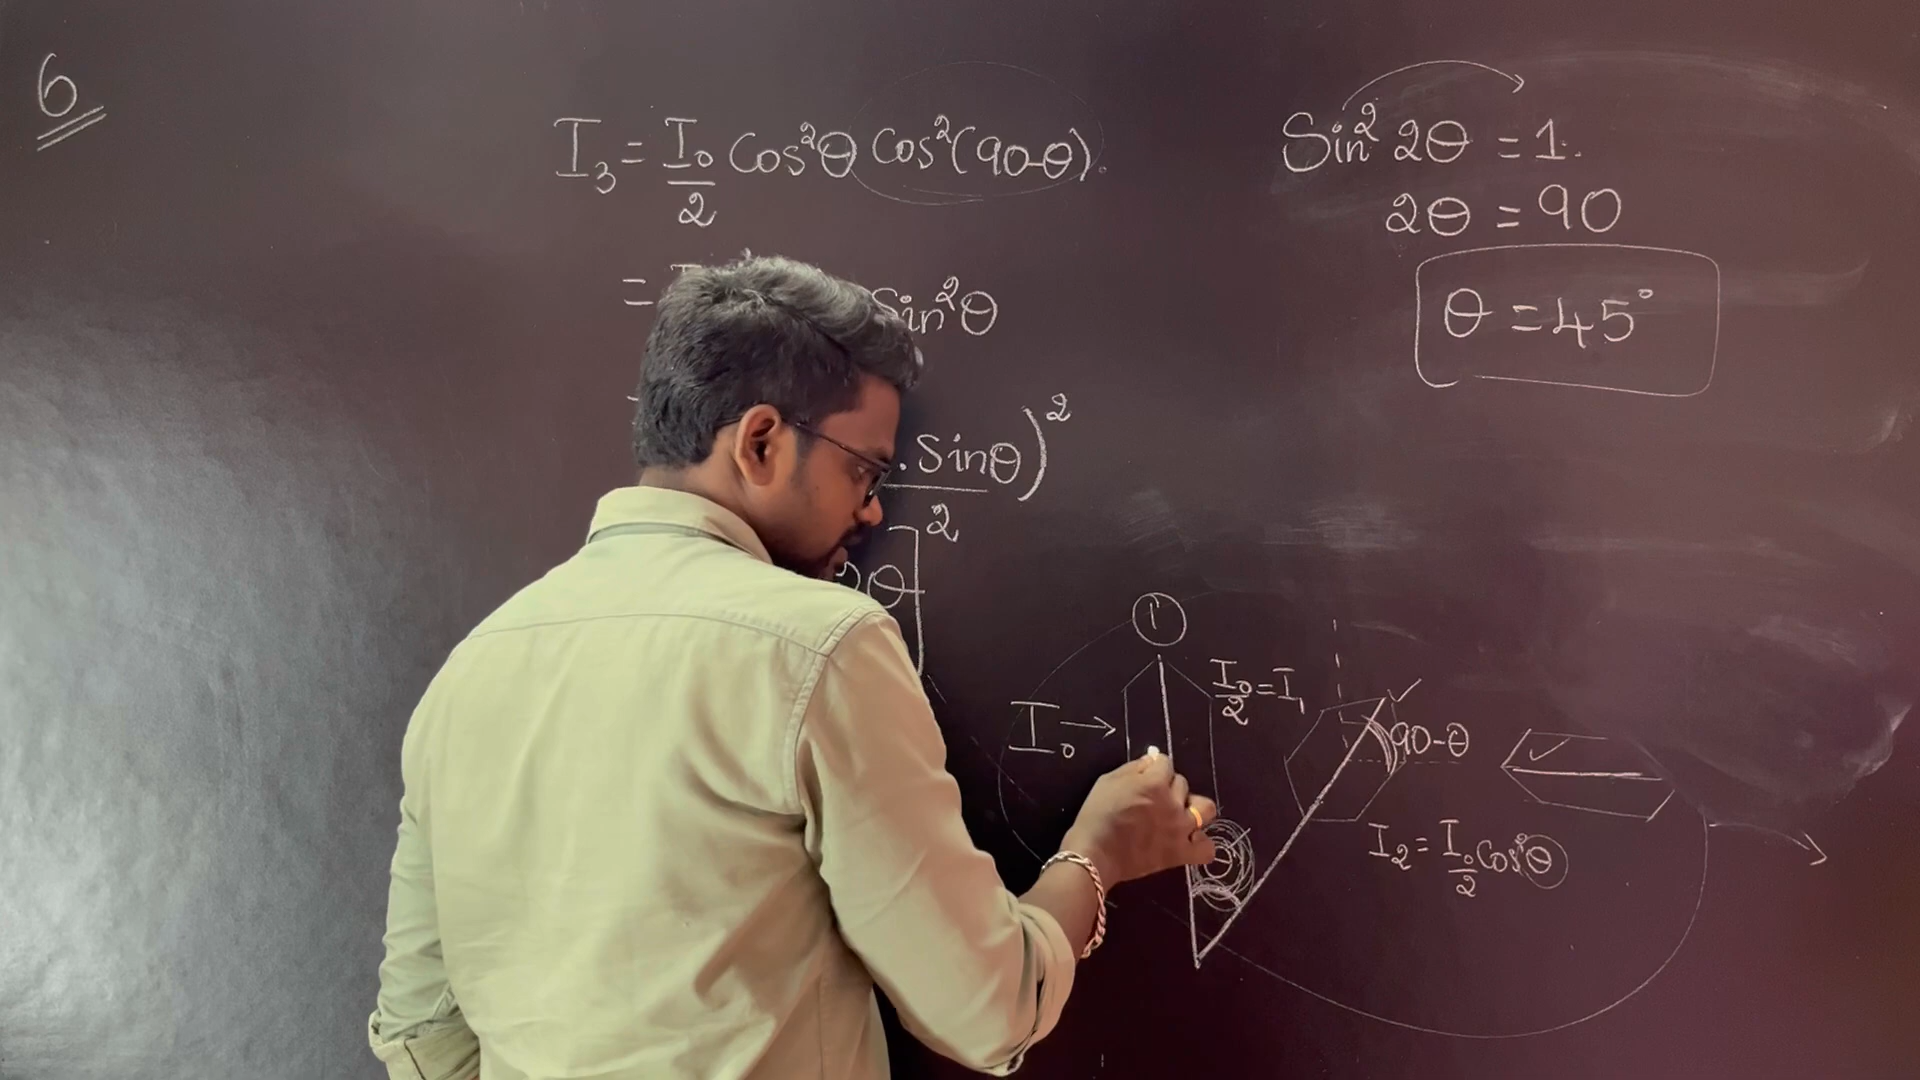 6
I₃ = I₀/2 Cos²θ Cos²(90-θ).
= Sin²θ
. Sinθ)²
2
2
θ
Sin² 2θ = 1.
2θ = 90
θ = 45°
1
I₀ →
I₀/2 = I₁
90-θ
θ
I₂ = I₀/2 Cos²θ